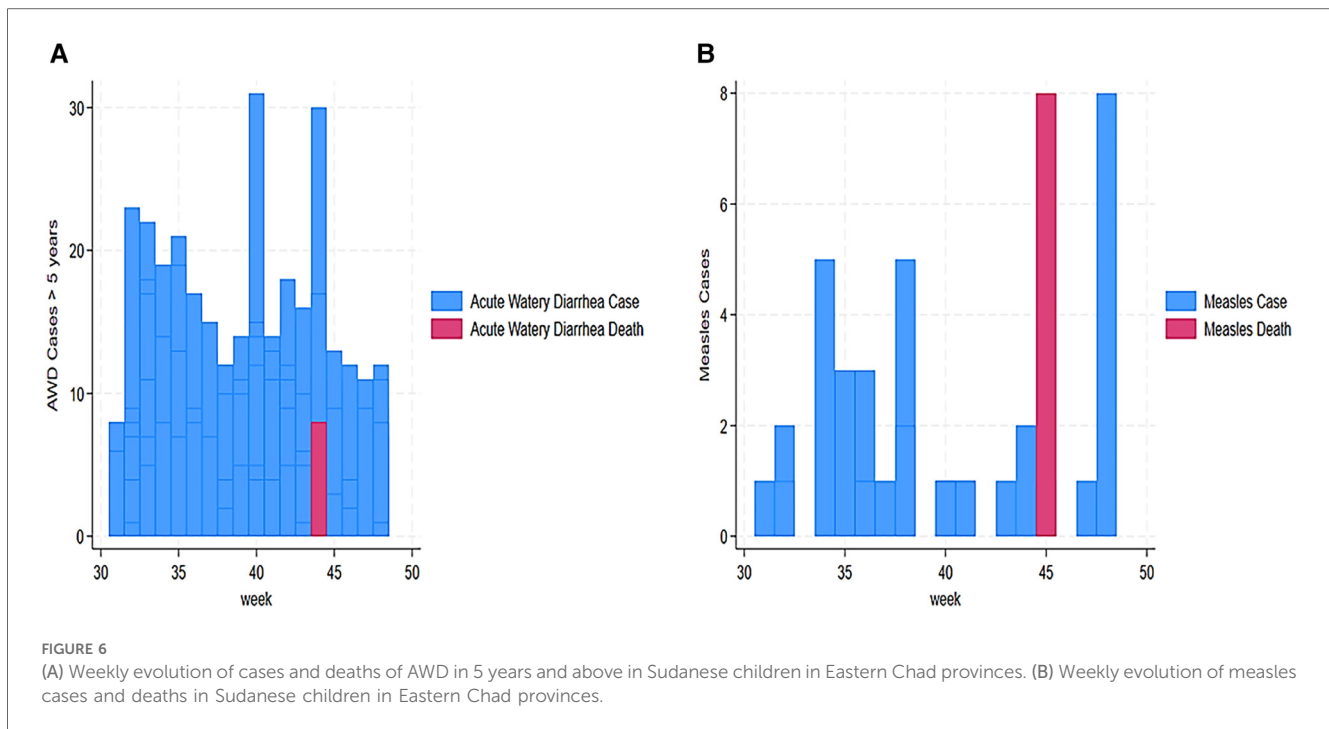 A
B
AWD Cases > 5 years
30
20
10
0
30 35 40 45 50
week
Acute Watery Diarrhea Case
Acute Watery Diarrhea Death
Measles Cases
8
6
4
2
0
30 35 40 45 50
week
Measles Case
Measles Death
FIGURE 6
(A) Weekly evolution of cases and deaths of AWD in 5 years and above in Sudanese children in Eastern Chad provinces. (B) Weekly evolution of measles
cases and deaths in Sudanese children in Eastern Chad provinces.